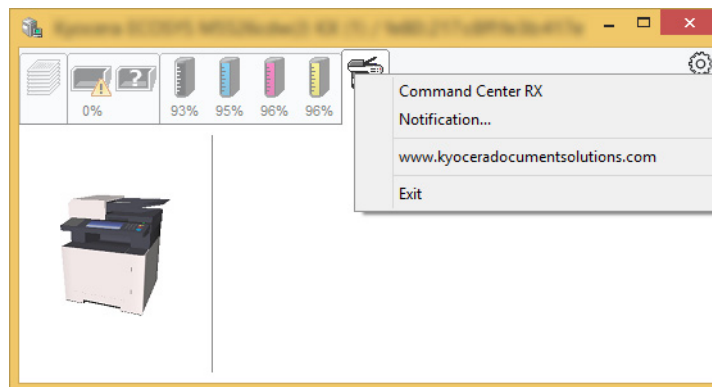 0%
93%
95%
96%
96%
Command Center RX
Notification...
www.kyoceradocumentsolutions.com
Exit